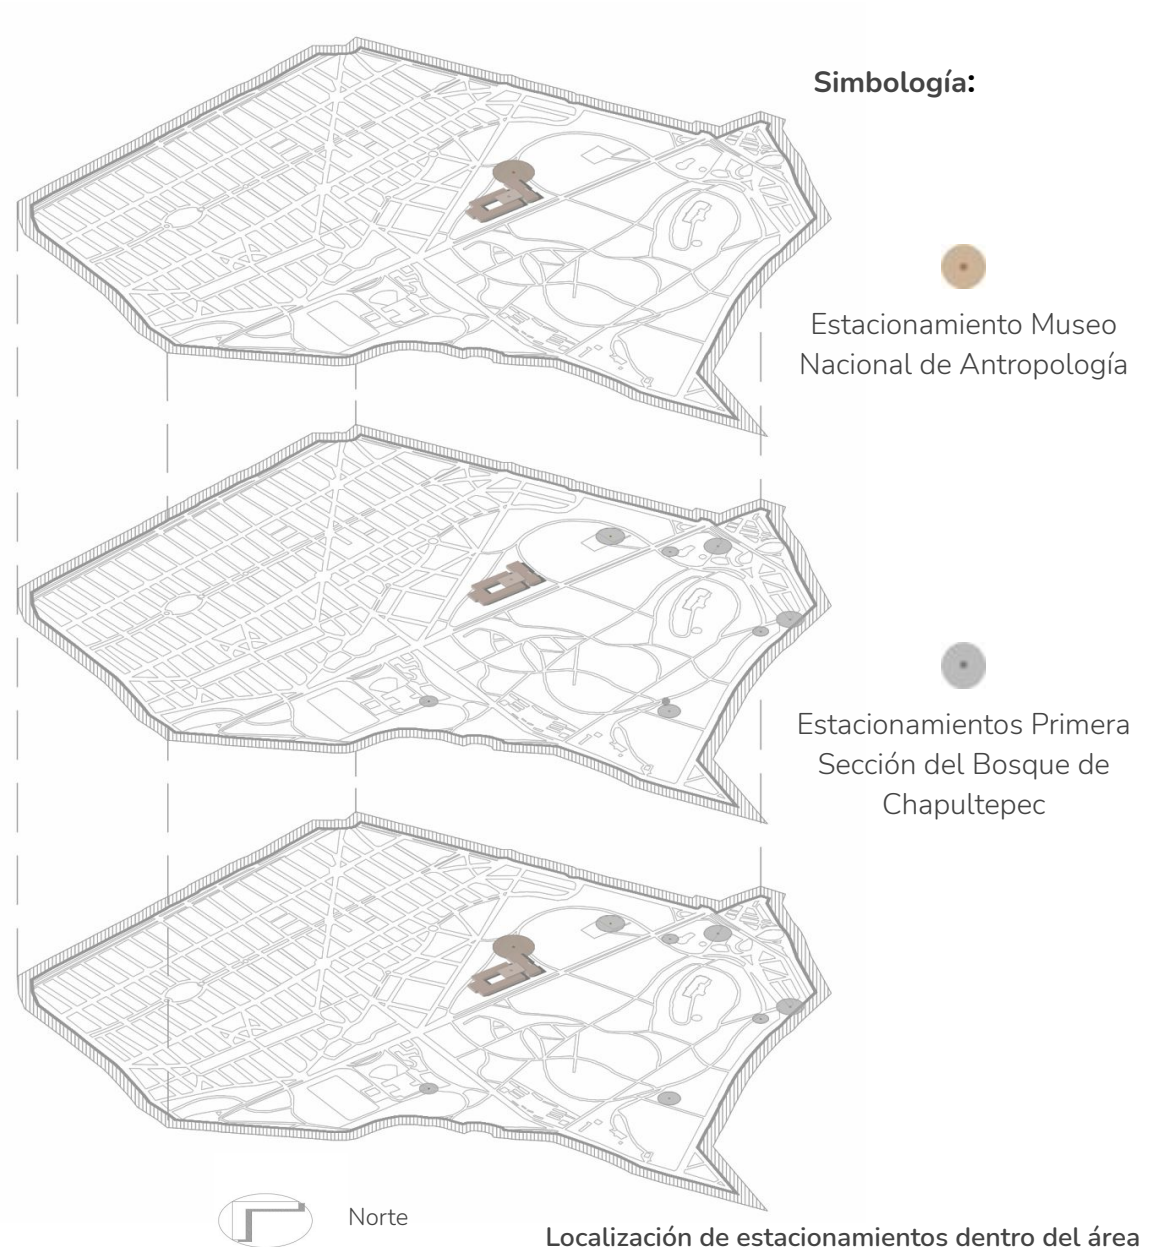 Simbología:
Estacionamiento Museo
Nacional de Antropología
Estacionamientos Primera
Sección del Bosque de
Chapultepec
Norte
Localización de estacionamientos dentro del área